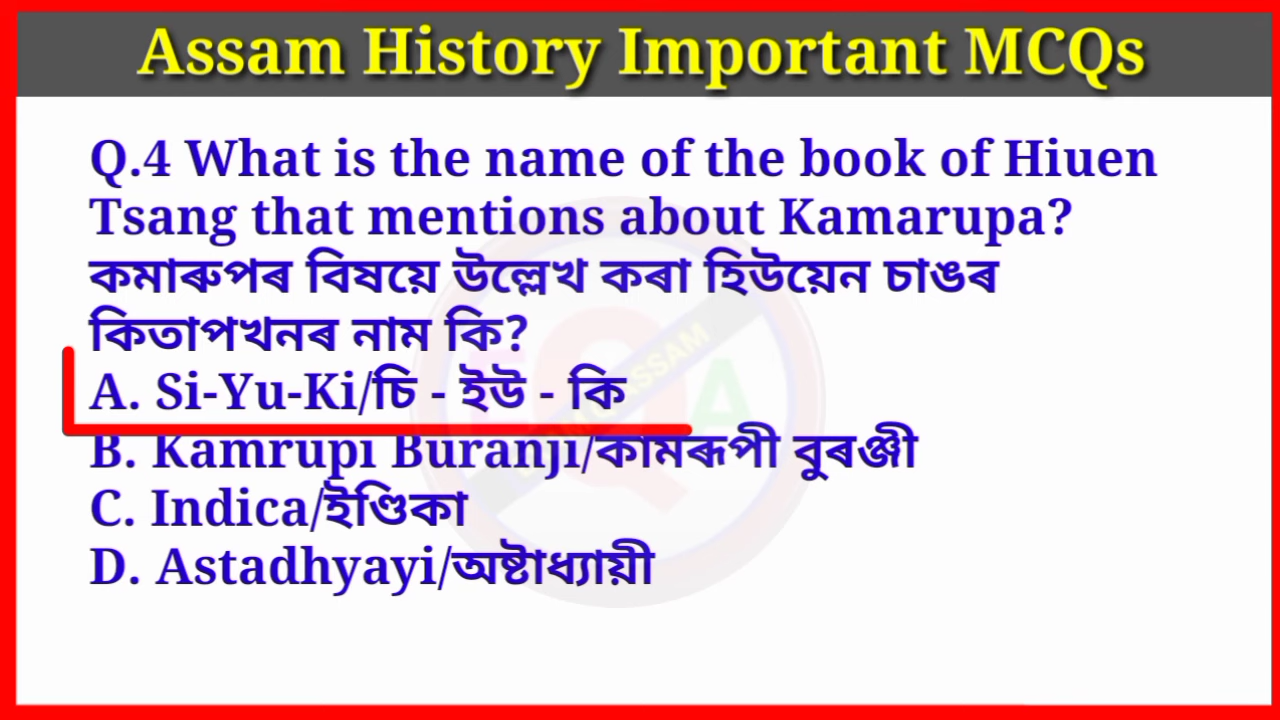 Assam History Important MCQs
Q.4 What is the name of the book of Hiuen
Tsang that mentions about Kamarupa?
কমাৰুপৰ বিষয়ে উল্লেখ কৰা হিউয়েন চাঙৰ
কিতাপখনৰ নাম কি?
A. Si-Yu-Ki/চি - ইউ - কি
B. Kamrupi Buranji/কামৰূপী বুৰঞ্জী
C. Indica/ইণ্ডিকা
D. Astadhyayi/অষ্টাধ্যায়ী